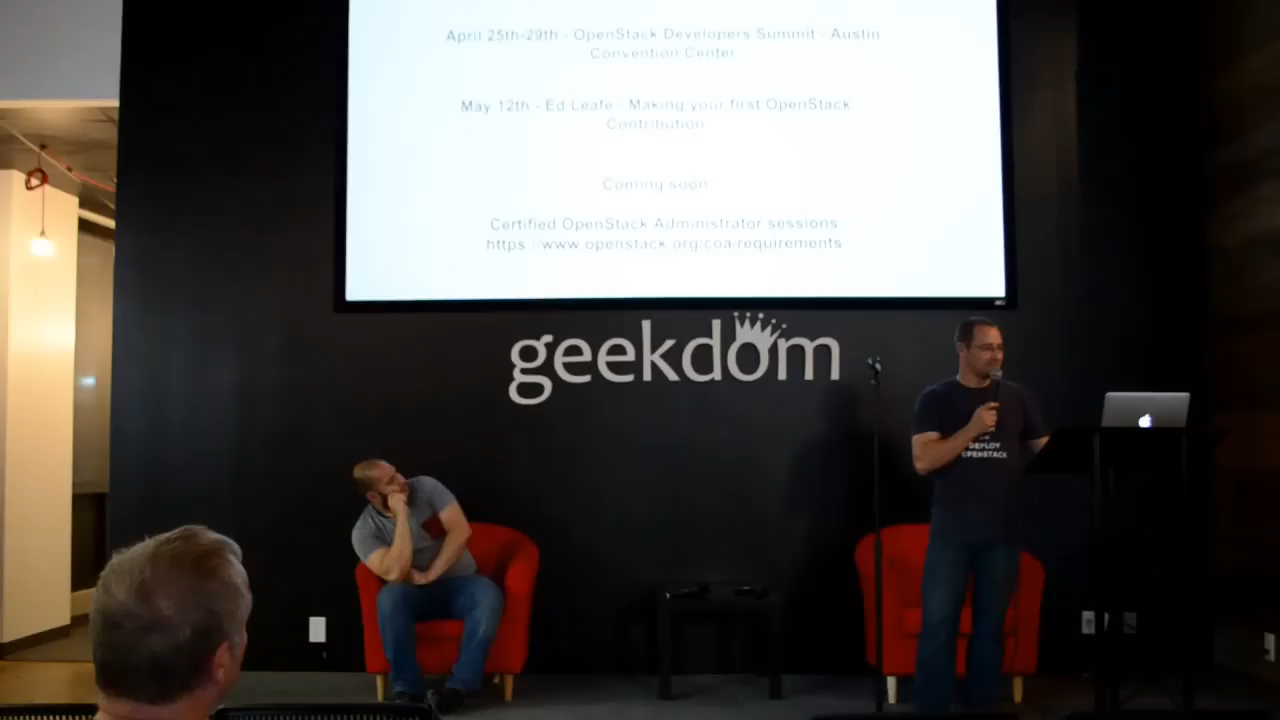 April 25th-29th - OpenStack Developers Summit - Austin
Convention Center
May 12th - Ed Leafe - Making your first OpenStack
Contribution
Coming soon
Certified OpenStack Administrator sessions
https://www.openstack.org/coa/requirements
geekdom
DEPLOY
OPENSTACK